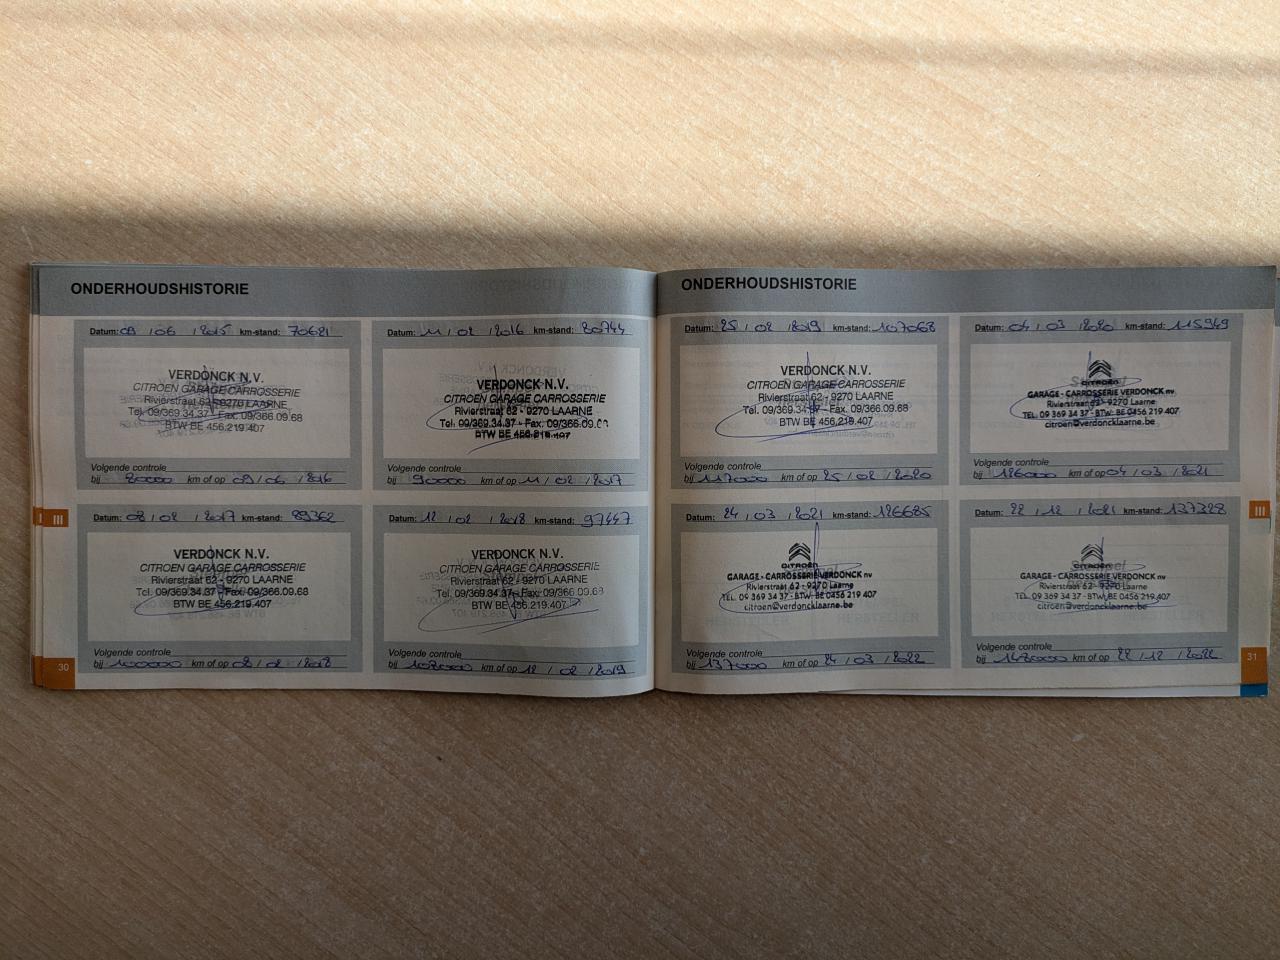 ONDERHOUDSHISTORIE
Datum: 09 / 06 / 2015 km-stand: 70621
VERDONCK N.V.
CITROEN GARAGE CARROSSERIE
Rivierstraat 62 - 9270 LAARNE
Tel. 09/369.34.37 - Fax. 09/366.09.68
BTW BE 456.219.407
Volgende controle
bij 80000 km of op 09 / 06 / 2016
Datum: 11 / 02 / 2016 km-stand: 80744
VERDONCK N.V.
CITROEN GARAGE CARROSSERIE
Rivierstraat 62 - 9270 LAARNE
Tel. 09/369.34.37 - Fax. 09/366.09.68
BTW BE 456.219.407
Volgende controle
bij 90000 km of op 11 / 02 / 2017
Datum: 08 / 02 / 2017 km-stand: 89362
VERDONCK N.V.
CITROEN GARAGE CARROSSERIE
Rivierstraat 62 - 9270 LAARNE
Tel. 09/369.34.37 - Fax. 09/366.09.68
BTW BE 456.219.407
Volgende controle
bij 100000 km of op 08 / 02 / 2018
Datum: 12 / 02 / 2018 km-stand: 97447
VERDONCK N.V.
CITROEN GARAGE CARROSSERIE
Rivierstraat 62 - 9270 LAARNE
Tel. 09/369.34.37 - Fax. 09/366.09.68
BTW BE 456.219.407
Volgende controle
bij 108000 km of op 12 / 02 / 2019
III
30
ONDERHOUDSHISTORIE
Datum: 25 / 02 / 2019 km-stand: 107068
VERDONCK N.V.
CITROEN GARAGE CARROSSERIE
Rivierstraat 62 - 9270 LAARNE
Tel. 09/369.34.37 - Fax. 09/366.09.68
BTW BE 456.219.407
Volgende controle
bij 117000 km of op 25 / 02 / 2020
Datum: 04 / 03 / 2020 km-stand: 115949
CITROËN
GARAGE - CARROSSERIE VERDONCK nv
Rivierstraat 62 - 9270 Laarne
TEL. 09 369 34 37 - BTW: BE 0456 219 407
citroen@verdoncklaarne.be
Volgende controle
bij 126000 km of op 04 / 03 / 2021
Datum: 24 / 03 / 2021 km-stand: 126685
CITROËN
GARAGE - CARROSSERIE VERDONCK nv
Rivierstraat 62 - 9270 Laarne
TEL. 09 369 34 37 - BTW: BE 0456 219 407
citroen@verdoncklaarne.be
Volgende controle
bij 137000 km of op 24 / 03 / 2022
Datum: 22 / 12 / 2021 km-stand: 137328
CITROËN
GARAGE - CARROSSERIE VERDONCK nv
Rivierstraat 62 - 9270 Laarne
TEL. 09 369 34 37 - BTW: BE 0456 219 407
citroen@verdoncklaarne.be
Volgende controle
bij 148000 km of op 22 / 12 / 2022
III
31